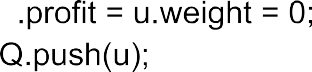 .profit = u.weight = 0;
Q.push(u);